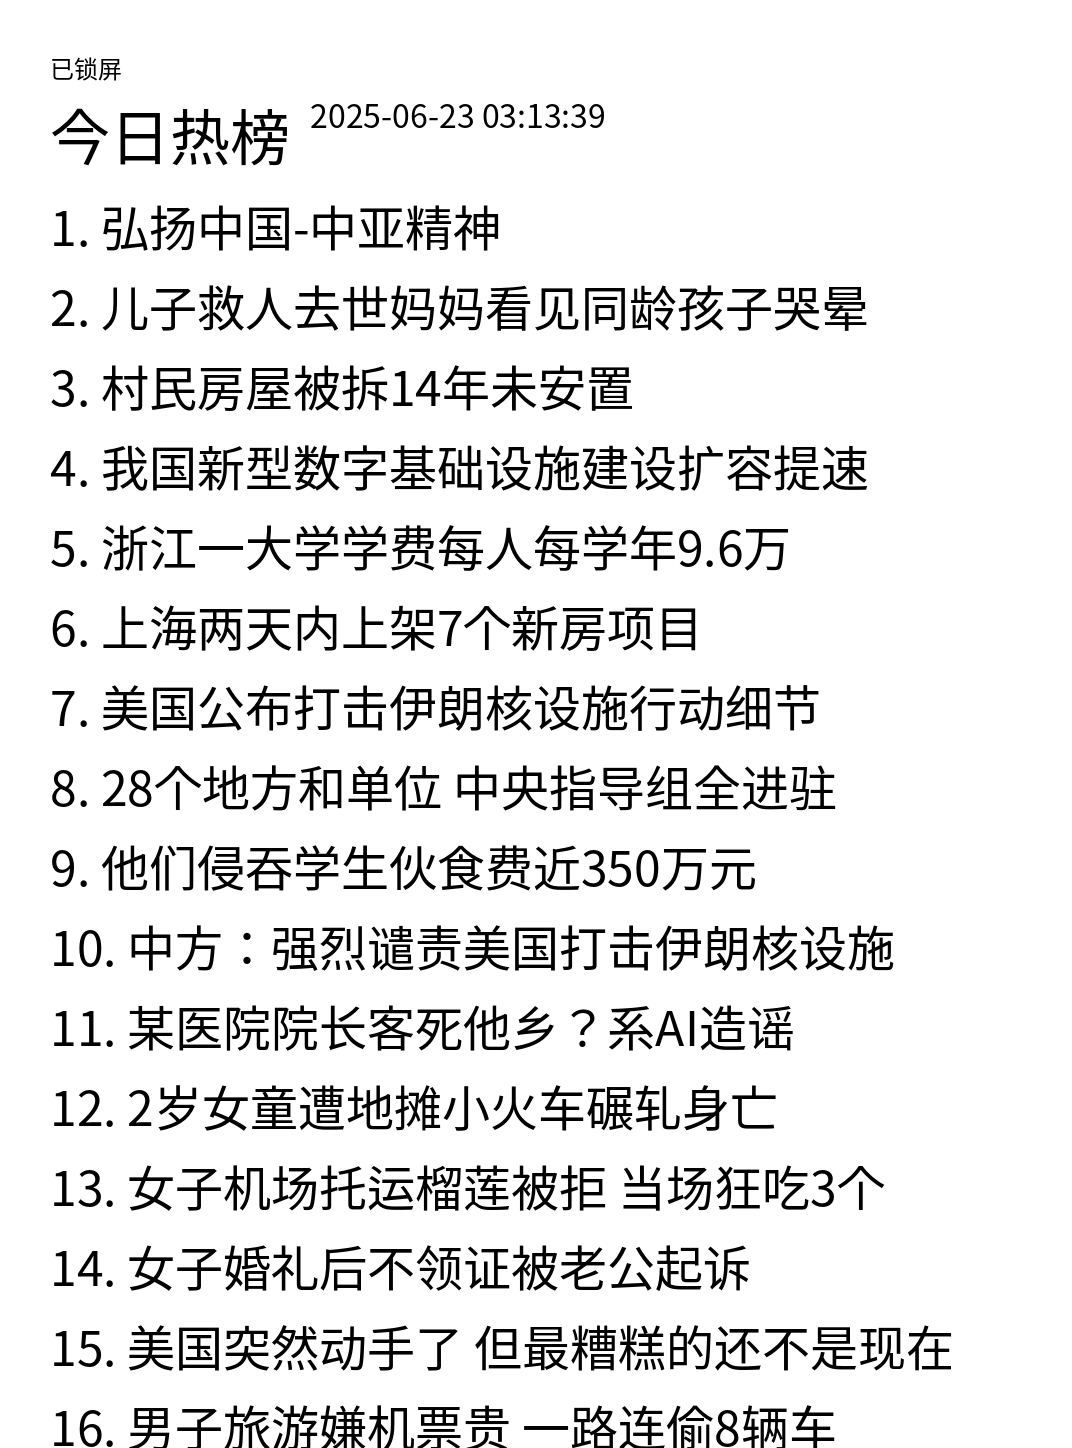 已锁屏
今日热榜 2025-06-23 03:13:39
1. 弘扬中国-中亚精神
2. 儿子救人去世妈妈看见同龄孩子哭晕
3. 村民房屋被拆14年未安置
4. 我国新型数字基础设施建设扩容提速
5. 浙江一大学学费每人每学年9.6万
6. 上海两天内上架7个新房项目
7. 美国公布打击伊朗核设施行动细节
8. 28个地方和单位 中央指导组全进驻
9. 他们侵吞学生伙食费近350万元
10. 中方：强烈谴责美国打击伊朗核设施
11. 某医院院长客死他乡？系AI造谣
12. 2岁女童遭地摊小火车碾轧身亡
13. 女子机场托运榴莲被拒 当场狂吃3个
14. 女子婚礼后不领证被老公起诉
15. 美国突然动手了 但最糟糕的还不是现在
16. 男子旅游嫌机票贵 一路连偷8辆车